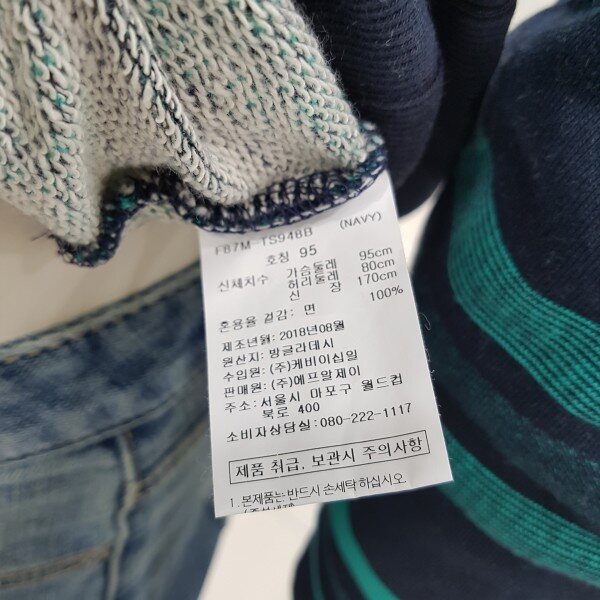 FB7M-TS94BB (NAVY)
호칭 95
신체치수 가슴둘레 95cm
허리둘레 80cm
신 장 170cm
혼용율 겉감: 면 100%
제조년월: 2018년08월
원산지: 방글라데시
수입원: (주)케비이십일
판매원: (주)에프알제이
주소: 서울시 마포구 월드컵
북로 400
소비자상담실: 080-222-1117
제품 취급, 보관시 주의사항
1. 본제품는 반드시 손세탁 하십시오.